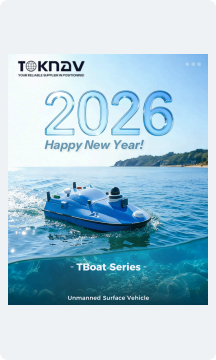 TOKNAV
YOUR RELIABLE SUPPLIER IN POSITIONING
2026
Happy New Year!
- TBoat Series -
Unmanned Surface Vehicle